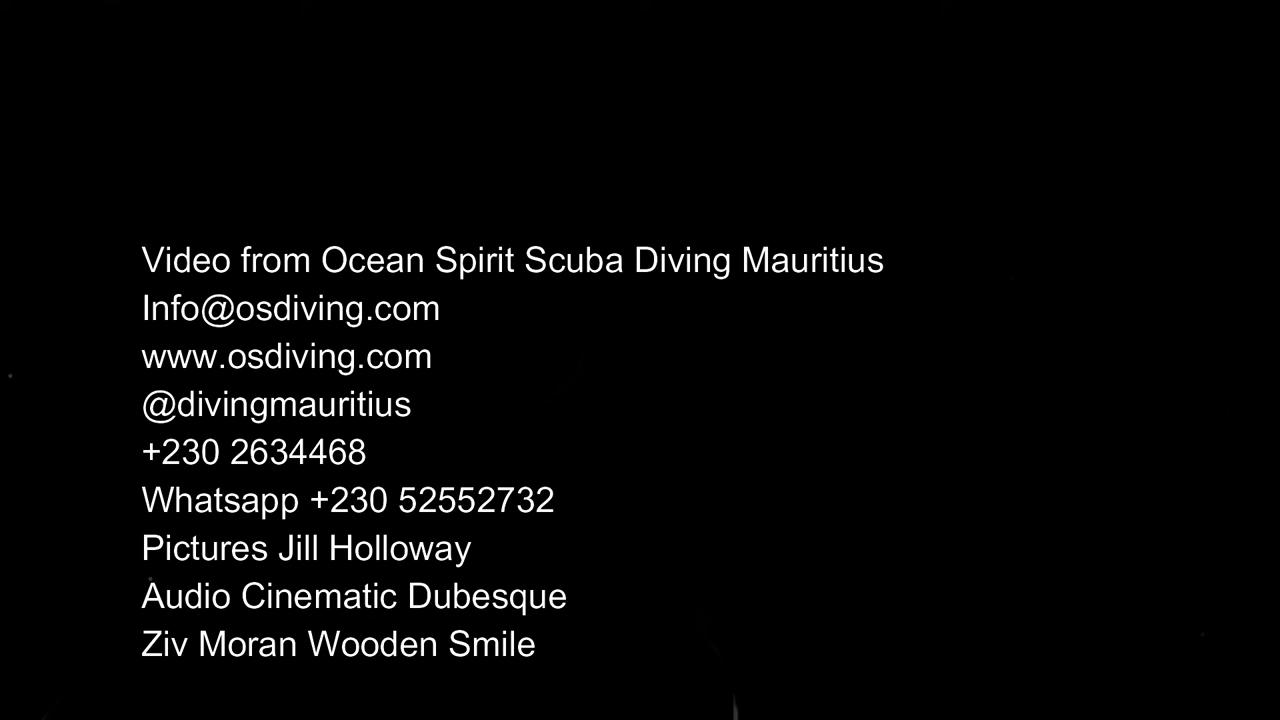 Video from Ocean Spirit Scuba Diving Mauritius
Info@osdiving.com
www.osdiving.com
@divingmauritius
+230 2634468
Whatsapp +230 52552732
Pictures Jill Holloway
Audio Cinematic Dubesque
Ziv Moran Wooden Smile